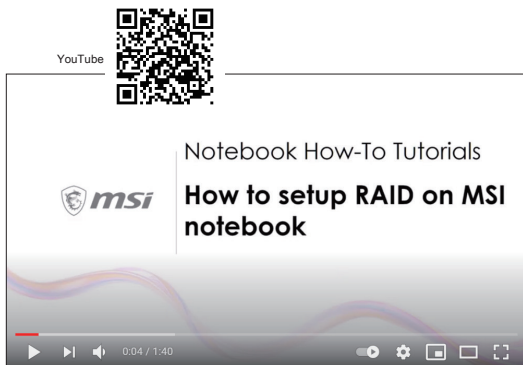 YouTube
Notebook How-To Tutorials
msi
How to setup RAID on MSI
notebook
0:04 / 1:40